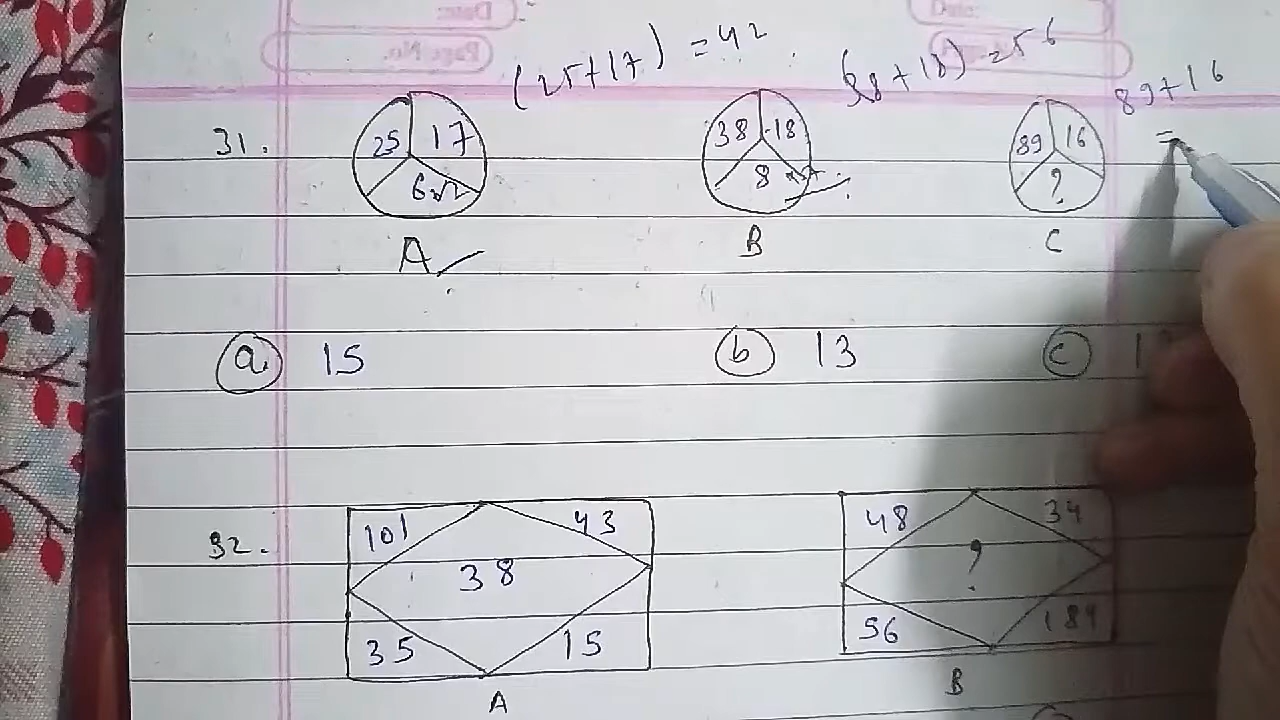 (25+17) = 42
(38+18) = 56
89+16
=
31.
25 17
6
38 18
8
89 16
?
A
B
C
a 15
b 13
c 1
32.
101 43
38
35 15
A
48 34
?
56 184
B